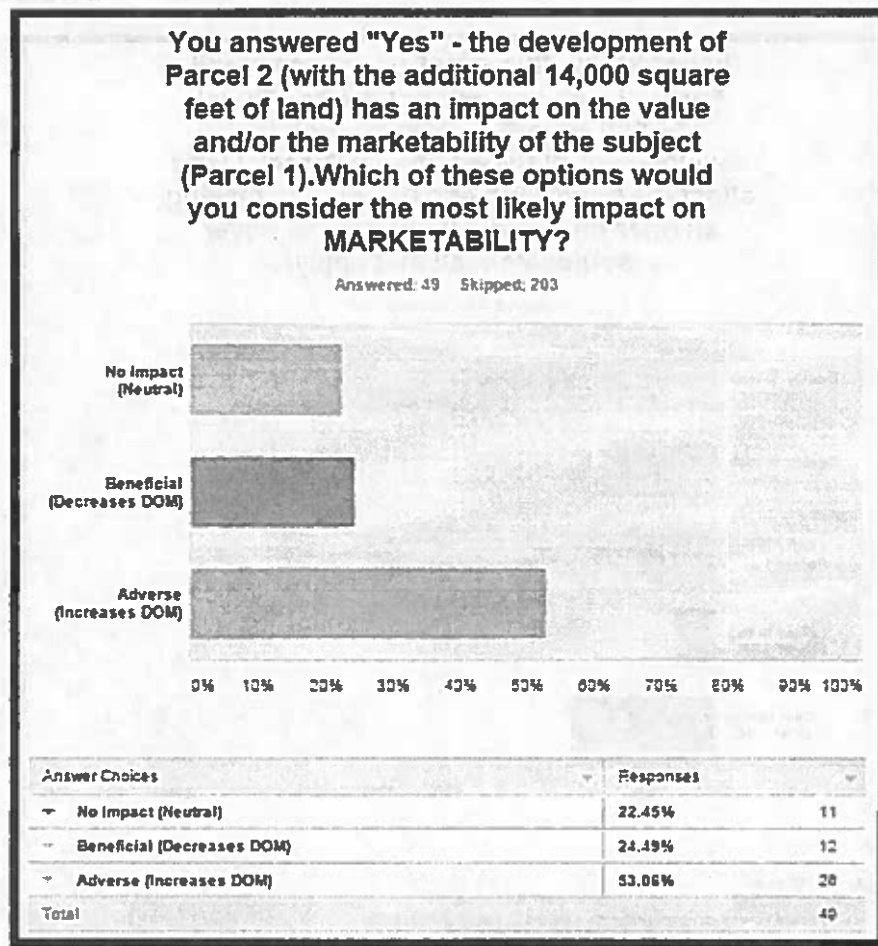 You answered "Yes" - the development of
Parcel 2 (with the additional 14,000 square
feet of land) has an impact on the value
and/or the marketability of the subject
(Parcel 1).Which of these options would
you consider the most likely impact on
MARKETABILITY?
Answered: 49 Skipped: 203
No Impact
(Neutral)
Beneficial
(Decreases DOM)
Adverse
(Increases DOM)
0% 10% 20% 30% 40% 50% 60% 70% 80% 90% 100%
Answer Choices Responses
No Impact (Neutral) 22.45% 11
Beneficial (Decreases DOM) 24.49% 12
Adverse (Increases DOM) 53.06% 26
Total 49